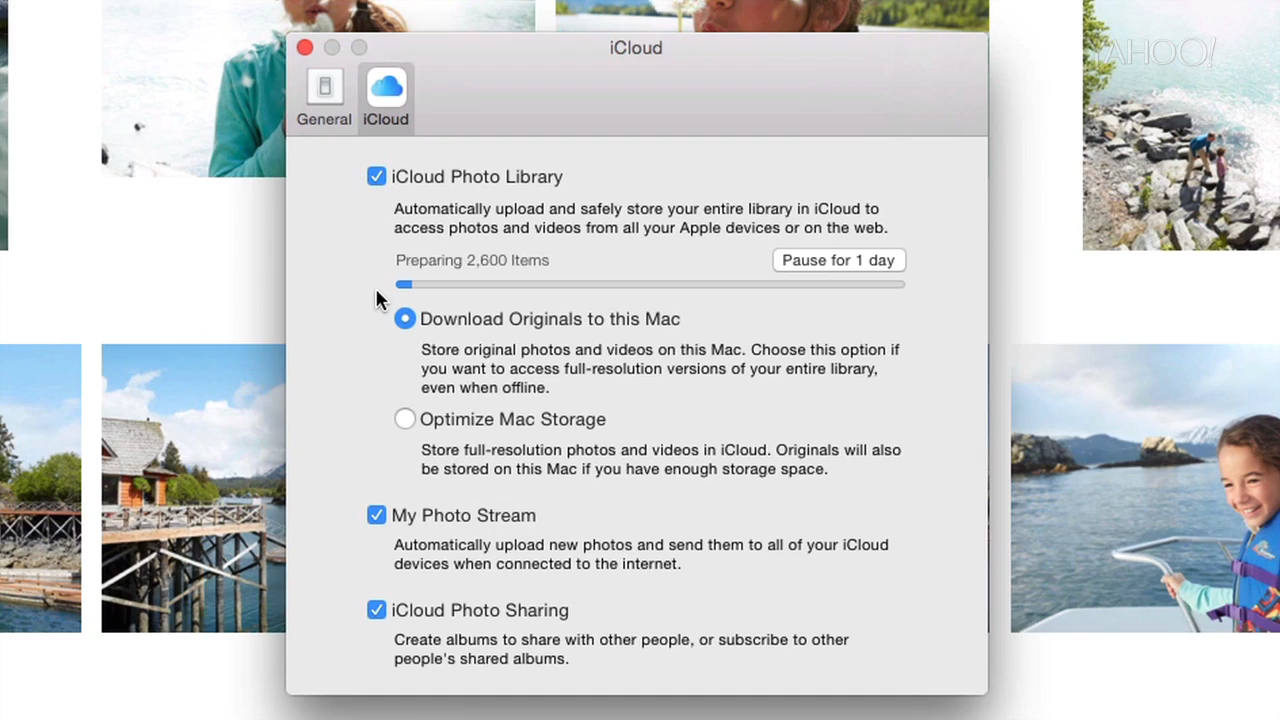 iCloud
YAHOO!
General
iCloud
iCloud Photo Library
Automatically upload and safely store your entire library in iCloud to
access photos and videos from all your Apple devices or on the web.
Preparing 2,600 Items
Pause for 1 day
Download Originals to this Mac
Store original photos and videos on this Mac. Choose this option if
you want to access full-resolution versions of your entire library,
even when offline.
Optimize Mac Storage
Store full-resolution photos and videos in iCloud. Originals will also
be stored on this Mac if you have enough storage space.
My Photo Stream
Automatically upload new photos and send them to all of your iCloud
devices when connected to the internet.
iCloud Photo Sharing
Create albums to share with other people, or subscribe to other
people's shared albums.